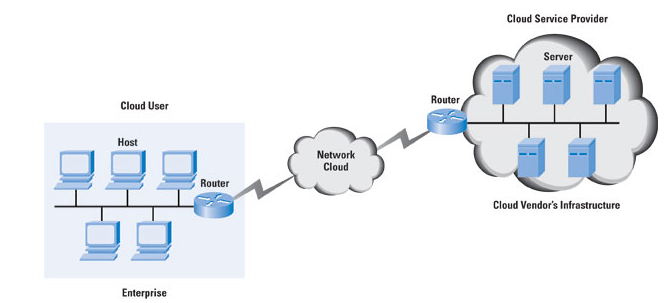 Cloud Service Provider
Server
Router
Cloud User
Host
Network
Cloud
Router
Cloud Vendor's Infrastructure
Enterprise